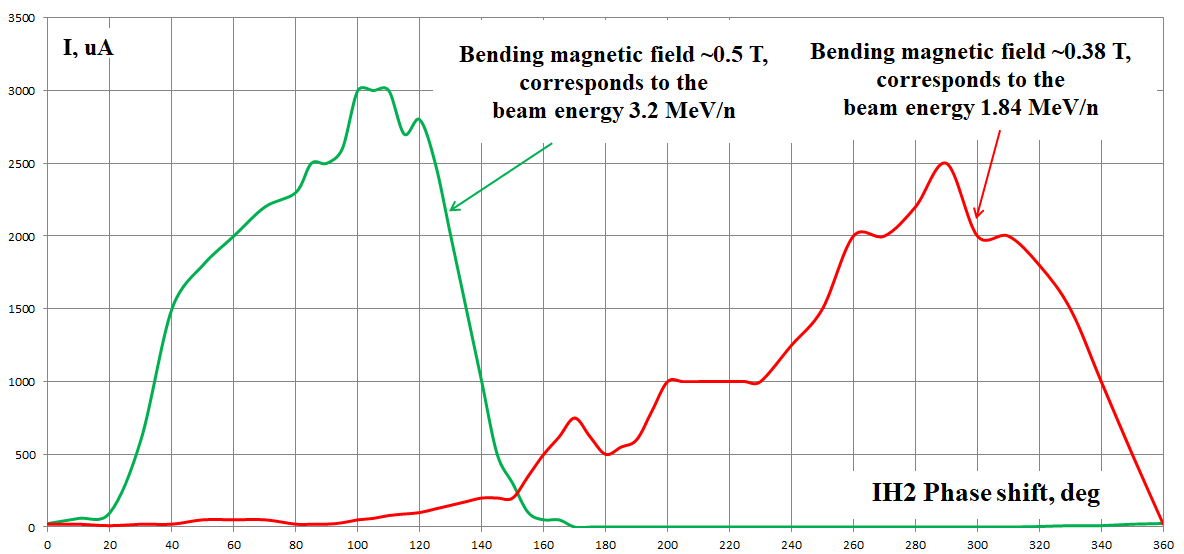 3500
3000
2500
2000
1500
1000
500
0
I, uA
Bending magnetic field ~0.5 T,
corresponds to the
beam energy 3.2 MeV/n
Bending magnetic field ~0.38 T,
corresponds to the
beam energy 1.84 MeV/n
IH2 Phase shift, deg
0 20 40 60 80 100 120 140 160 180 200 220 240 260 280 300 320 340 360